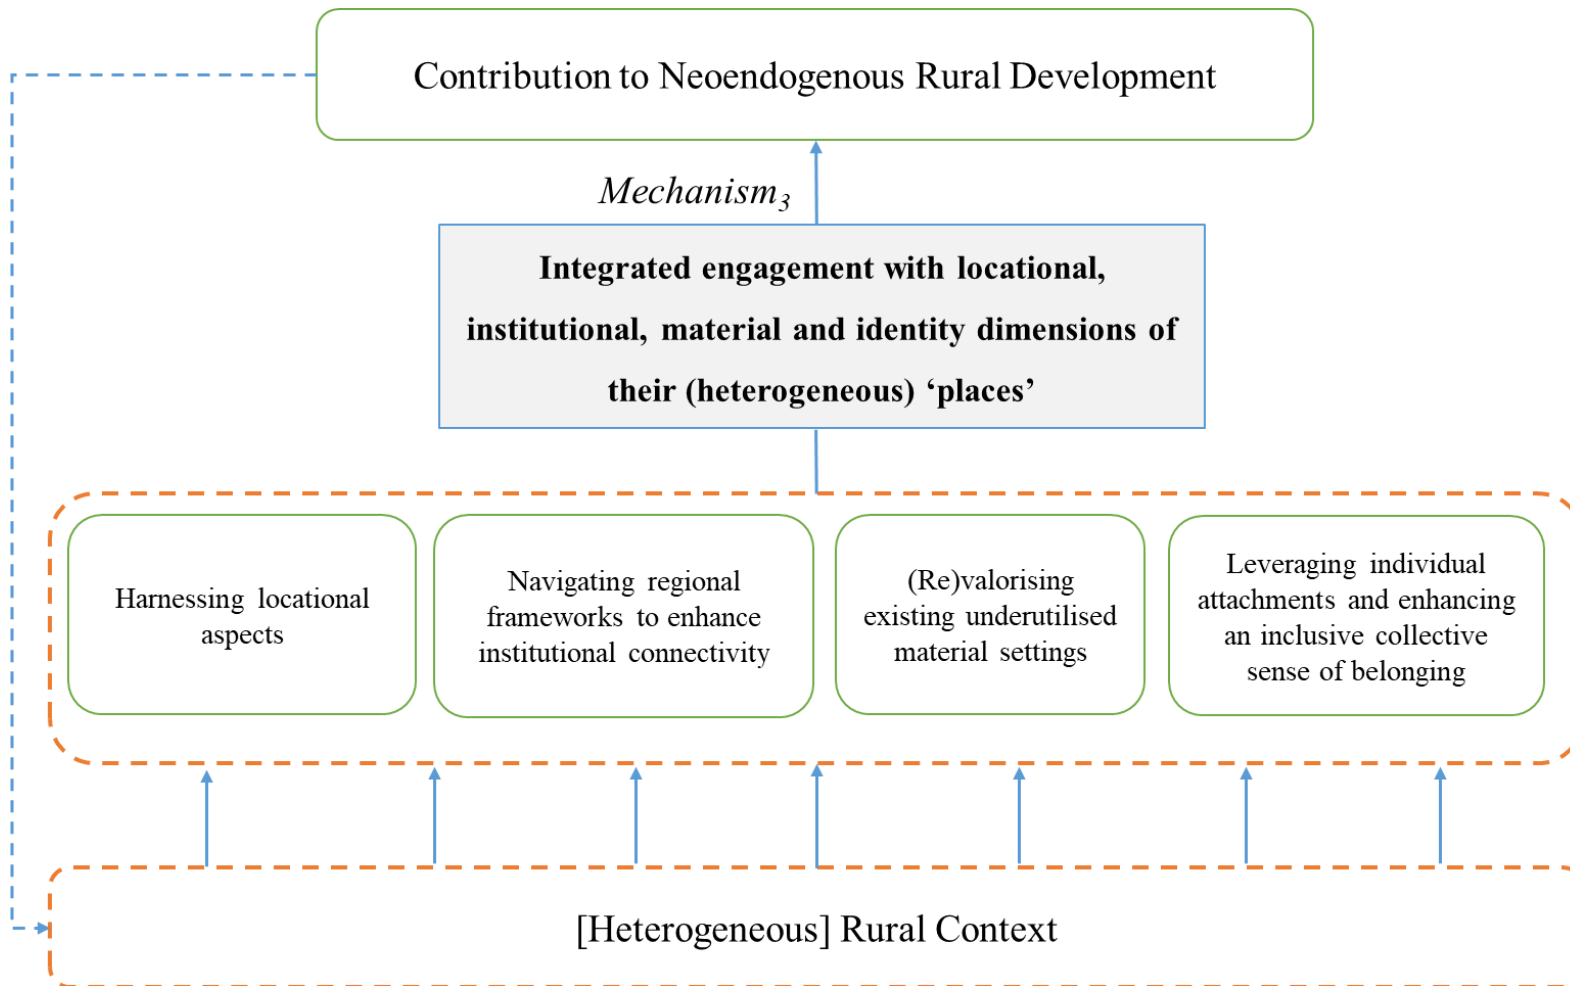 Contribution to Neoendogenous Rural Development
Mechanism₃
Integrated engagement with locational,
institutional, material and identity dimensions of
their (heterogeneous) ‘places’
Harnessing locational
aspects
Navigating regional
frameworks to enhance
institutional connectivity
(Re)valorising
existing underutilised
material settings
Leveraging individual
attachments and enhancing
an inclusive collective
sense of belonging
[Heterogeneous] Rural Context